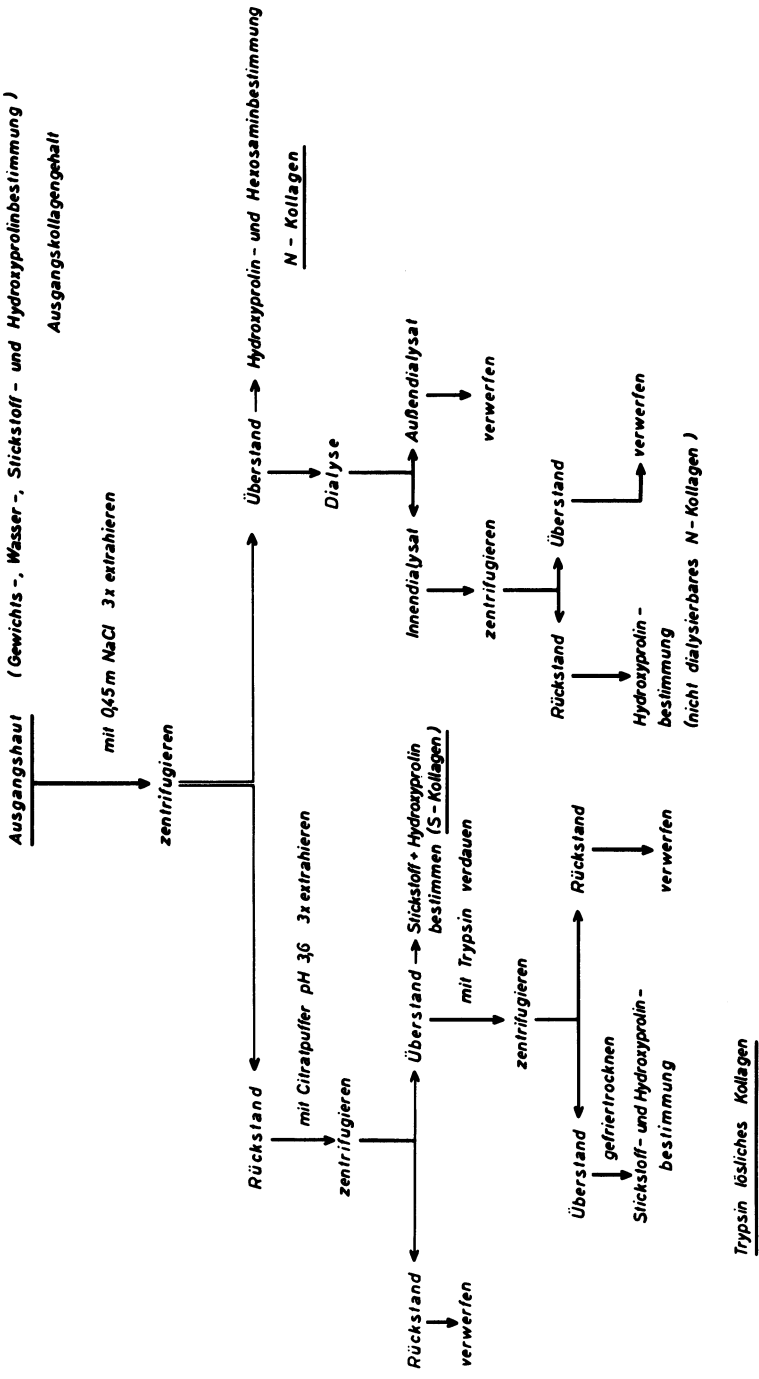 Ausgangshaut (Gewichts-, Wasser-, Stickstoff- und Hydroxyprolinbestimmung)
Ausgangskollagengehalt
mit 0,45m NaCl 3x extrahieren
zentrifugieren
Rückstand
Überstand
Hydroxyprolin- und Hexosaminbestimmung
N-Kollagen
mit Citratpuffer pH 3,6 3x extrahieren
zentrifugieren
Dialyse
Rückstand
verwerfen
Überstand
Stickstoff + Hydroxyprolin
bestimmen (S-Kollagen)
mit Trypsin verdauen
zentrifugieren
Innendialysat
Außendialysat
verwerfen
zentrifugieren
Überstand
gefriertrocknen
Stickstoff- und Hydroxyprolin-
bestimmung
Rückstand
verwerfen
Rückstand
Hydroxyprolin-
bestimmung
(nicht dialysierbares N-Kollagen)
Überstand
verwerfen
Trypsin lösliches Kollagen